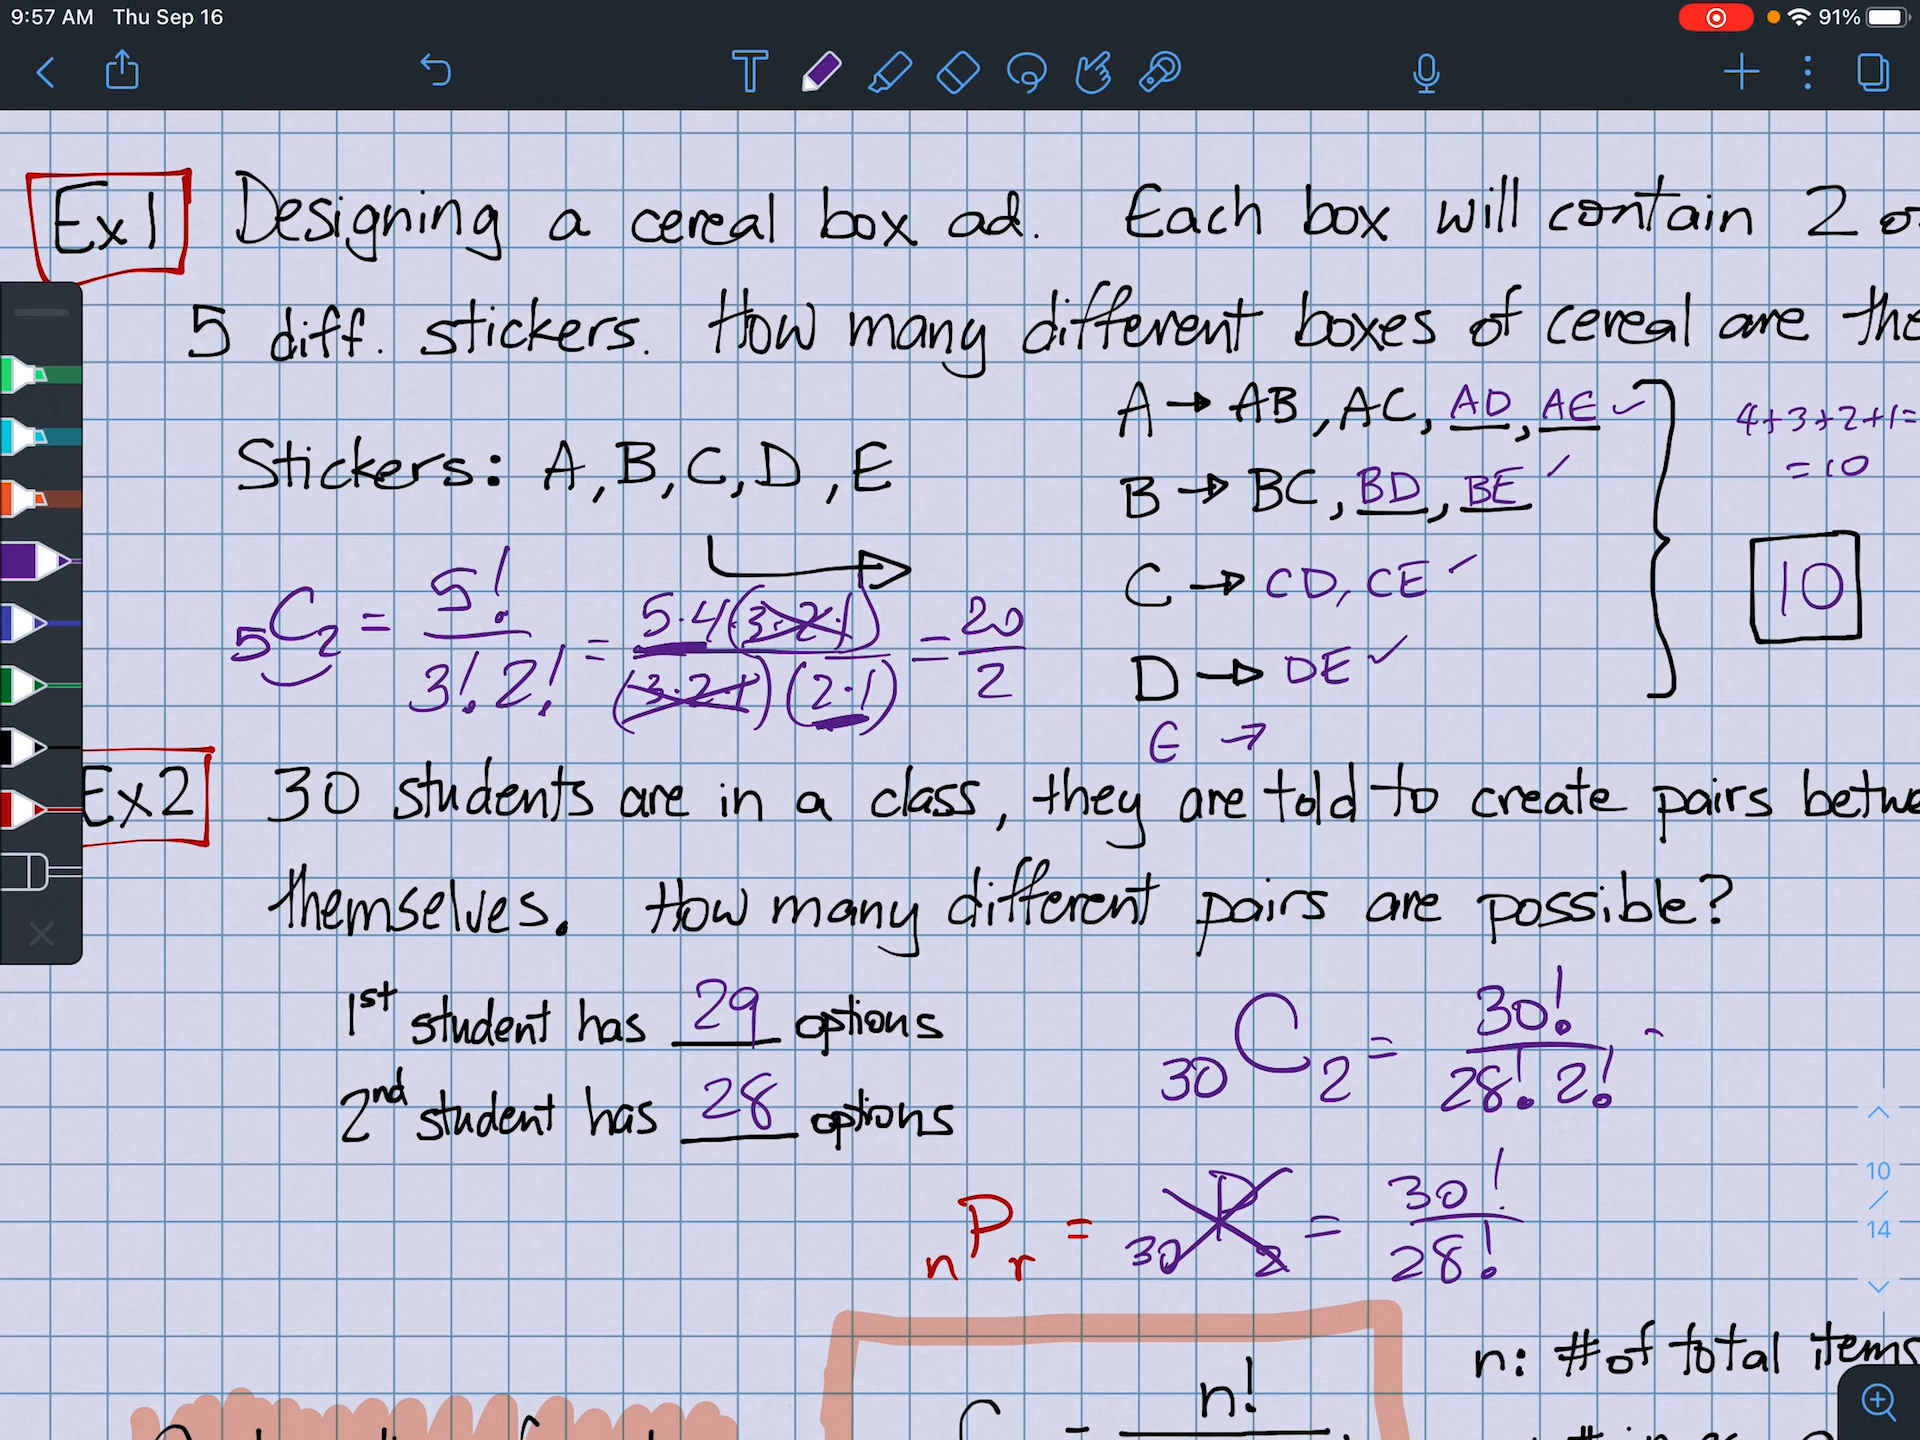 9:57 AM Thu Sep 16
91%
Ex1 Designing a cereal box ad. Each box will contain 2 o
5 diff. stickers. How many different boxes of cereal are the
Stickers: A, B, C, D, E
A → AB, AC, AD, AE ✓
B → BC, BD, BE ✓
C → CD, CE ✓
D → DE ✓
E →
4+3+2+1=
=10
10
5C2 = 5!/3!2! = 5·4(3·2·1)/(3·2·1)(2·1) = 20/2
Ex2 30 students are in a class, they are told to create pairs betwe
themselves. How many different pairs are possible?
1st student has 29 options
2nd student has 28 options
30C2 = 30!/28!2! -
nPr = 30P2 = 30!/28!
10
/
14
n: # of total items
C = n!